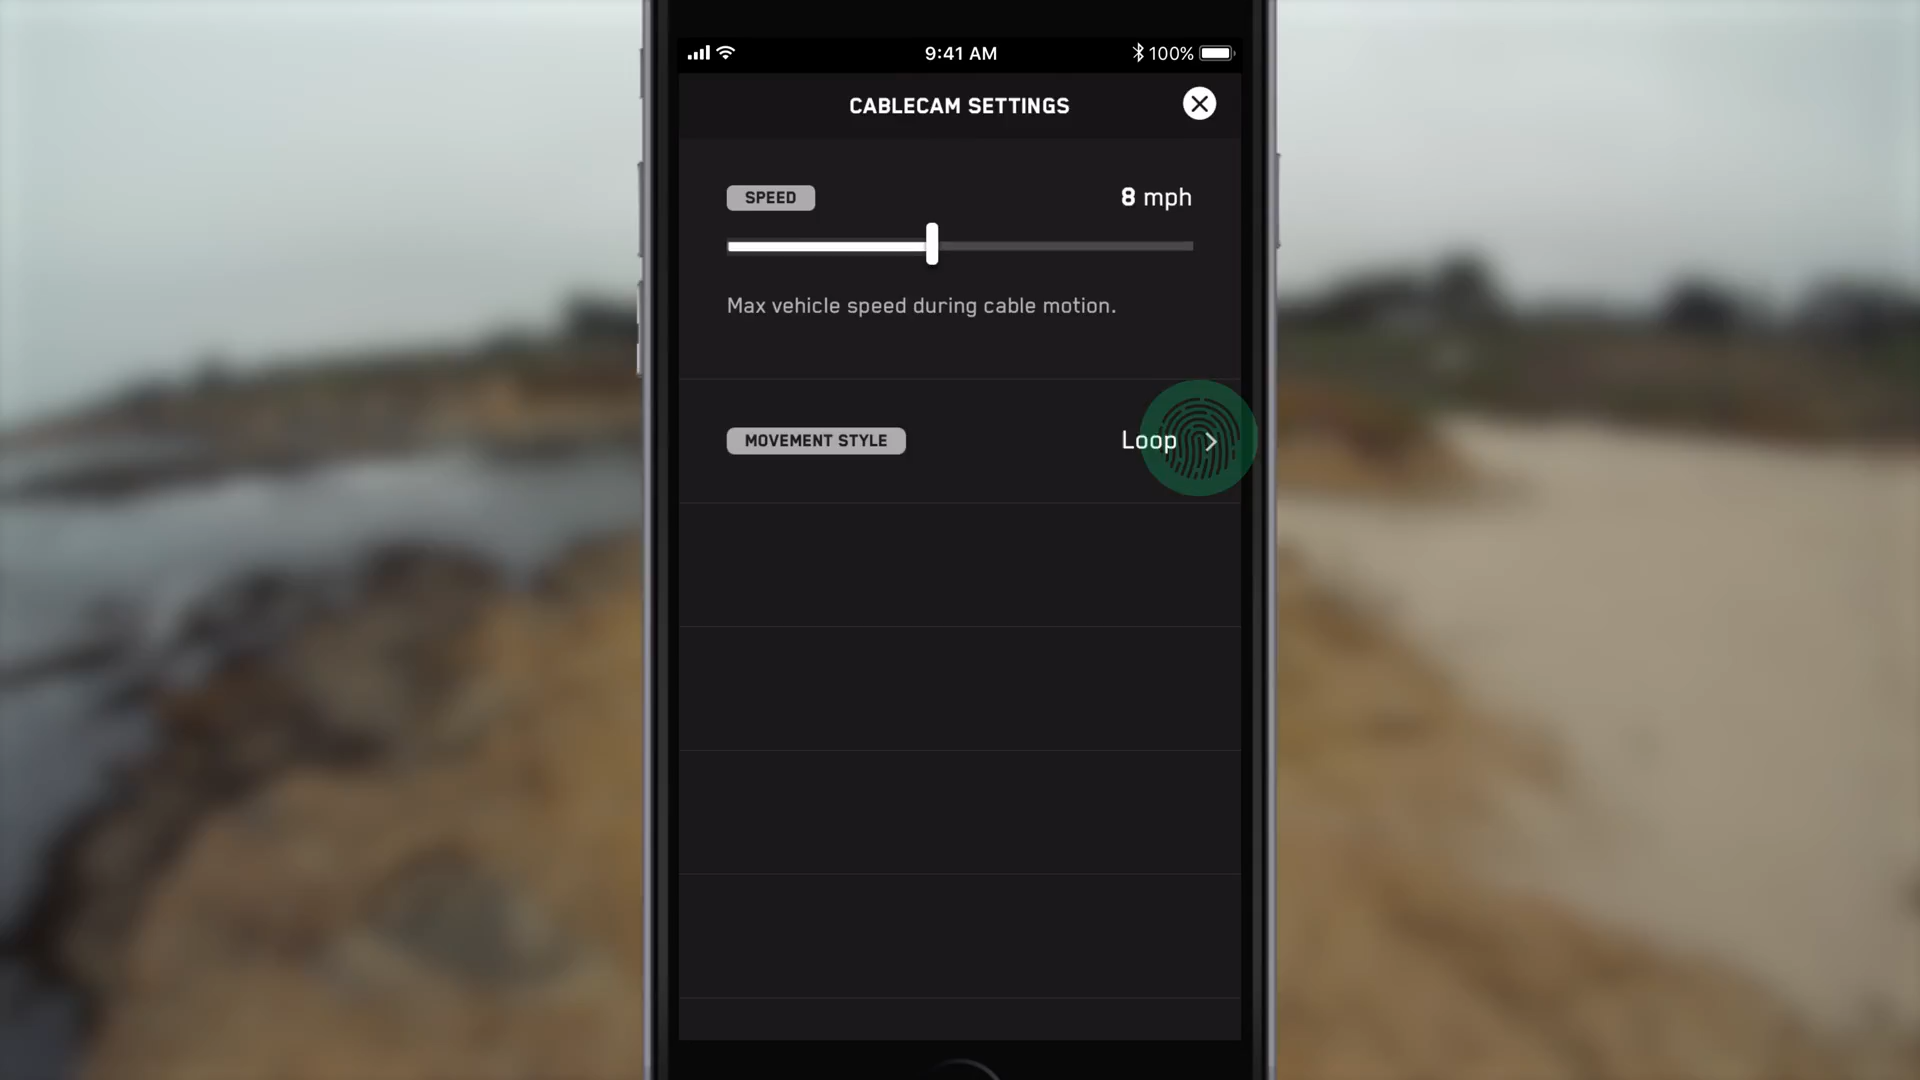 9:41 AM
100%
CABLECAM SETTINGS
SPEED
8 mph
Max vehicle speed during cable motion.
MOVEMENT STYLE
Loop